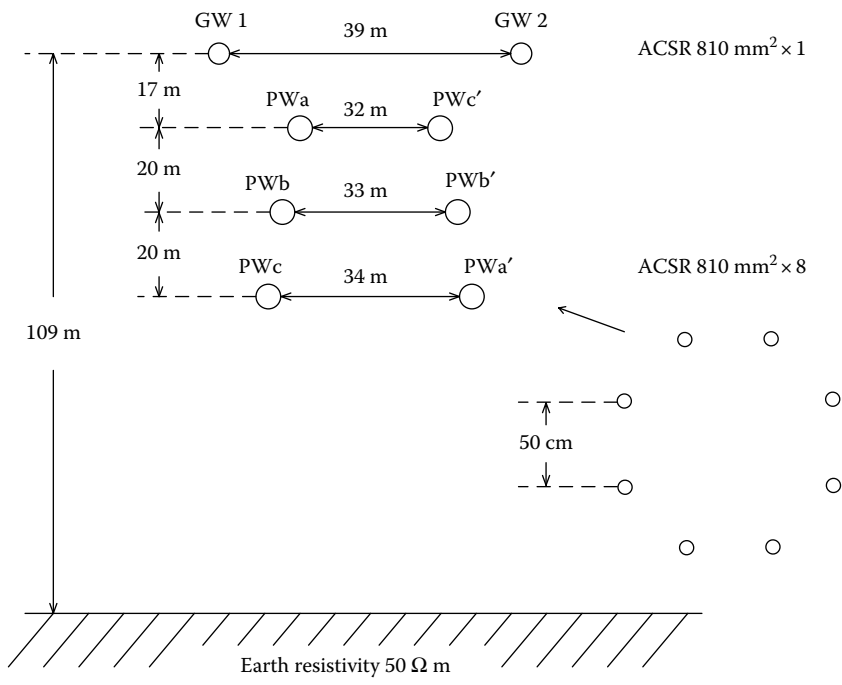 GW 1
GW 2
39 m
ACSR 810 mm² × 1
17 m
PWa
PWc′
32 m
20 m
PWb
PWb′
33 m
20 m
PWc
PWa′
34 m
ACSR 810 mm² × 8
109 m
50 cm
Earth resistivity 50 Ω m